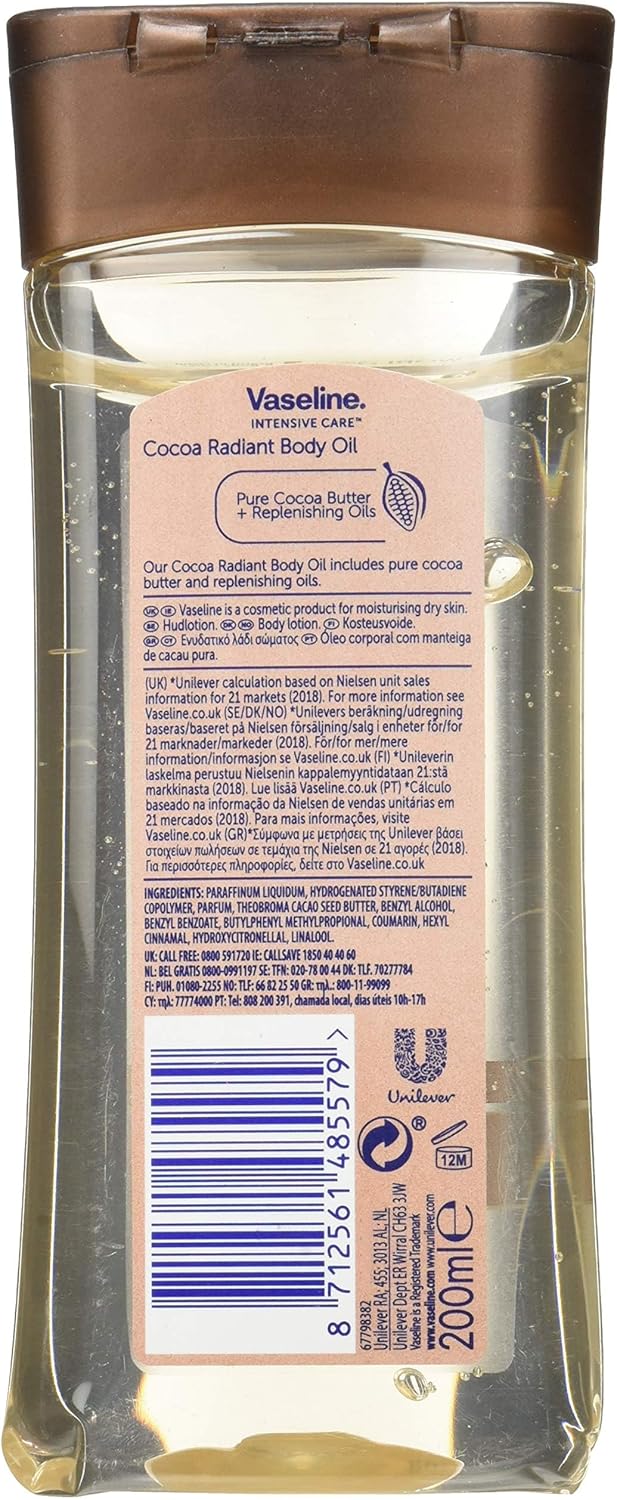 Vaseline.
INTENSIVE CARE™
Cocoa Radiant Body Oil
Pure Cocoa Butter
+ Replenishing Oils
Our Cocoa Radiant Body Oil includes pure cocoa
butter and replenishing oils.
UK IE Vaseline is a cosmetic product for moisturising dry skin.
SE Hudlotion. DK NO Body lotion. FI Kosteusvoide.
GR CY Ενυδατικό λάδι σώματος PT Óleo corporal com manteiga
de cacau pura.
(UK) *Unilever calculation based on Nielsen unit sales
information for 21 markets (2018). For more information see
Vaseline.co.uk (SE/DK/NO) *Unilevers beräkning/udregning
baseras/baseret på Nielsen försäljning/salg i enheter för/for
21 marknader/markeder (2018). För/for mer/mere
information/informasjon se Vaseline.co.uk (FI) *Unileverin
laskelma perustuu Nielsenin kappalemyyntidataan 21:stä
markkinasta (2018). Lue lisää Vaseline.co.uk (PT) *Cálculo
baseado na informação da Nielsen de vendas unitárias em
21 mercados (2018). Para mais informações, visite
Vaseline.co.uk (GR)*Σύμφωνα με μετρήσεις της Unilever βάσει
στοιχείων πωλήσεων σε τεμάχια της Nielsen σε 21 αγορές (2018).
Για περισσότερες πληροφορίες, δείτε στο Vaseline.co.uk
INGREDIENTS: PARAFFINUM LIQUIDUM, HYDROGENATED STYRENE/BUTADIENE
COPOLYMER, PARFUM, THEOBROMA CACAO SEED BUTTER, BENZYL ALCOHOL,
BENZYL BENZOATE, BUTYLPHENYL METHYLPROPIONAL, COUMARIN, HEXYL
CINNAMAL, HYDROXYCITRONELLAL, LINALOOL.
UK: CALL FREE: 0800 591720 IE: CALLSAVE 1850 40 40 60
NL: BEL GRATIS 0800-0991197 SE: TFN: 020-78 00 44 DK: TLF. 70277784
FI: PUH. 01080-2255 NO: TLF: 66 82 25 50 GR: τηλ.: 800-11-99099
CY: τηλ: 77774000 PT: Tel: 808 200 391, chamada local, dias úteis 10h-17h
8 712561 485579 >
Unilever
®
12M
67798382
Unilever RA; 455; 3013 AL; NL
Unilever Dept ER Wirral CH63 3JW
Vaseline is a Registered Trademark
www.vaseline.com www.unilever.com
200ml e